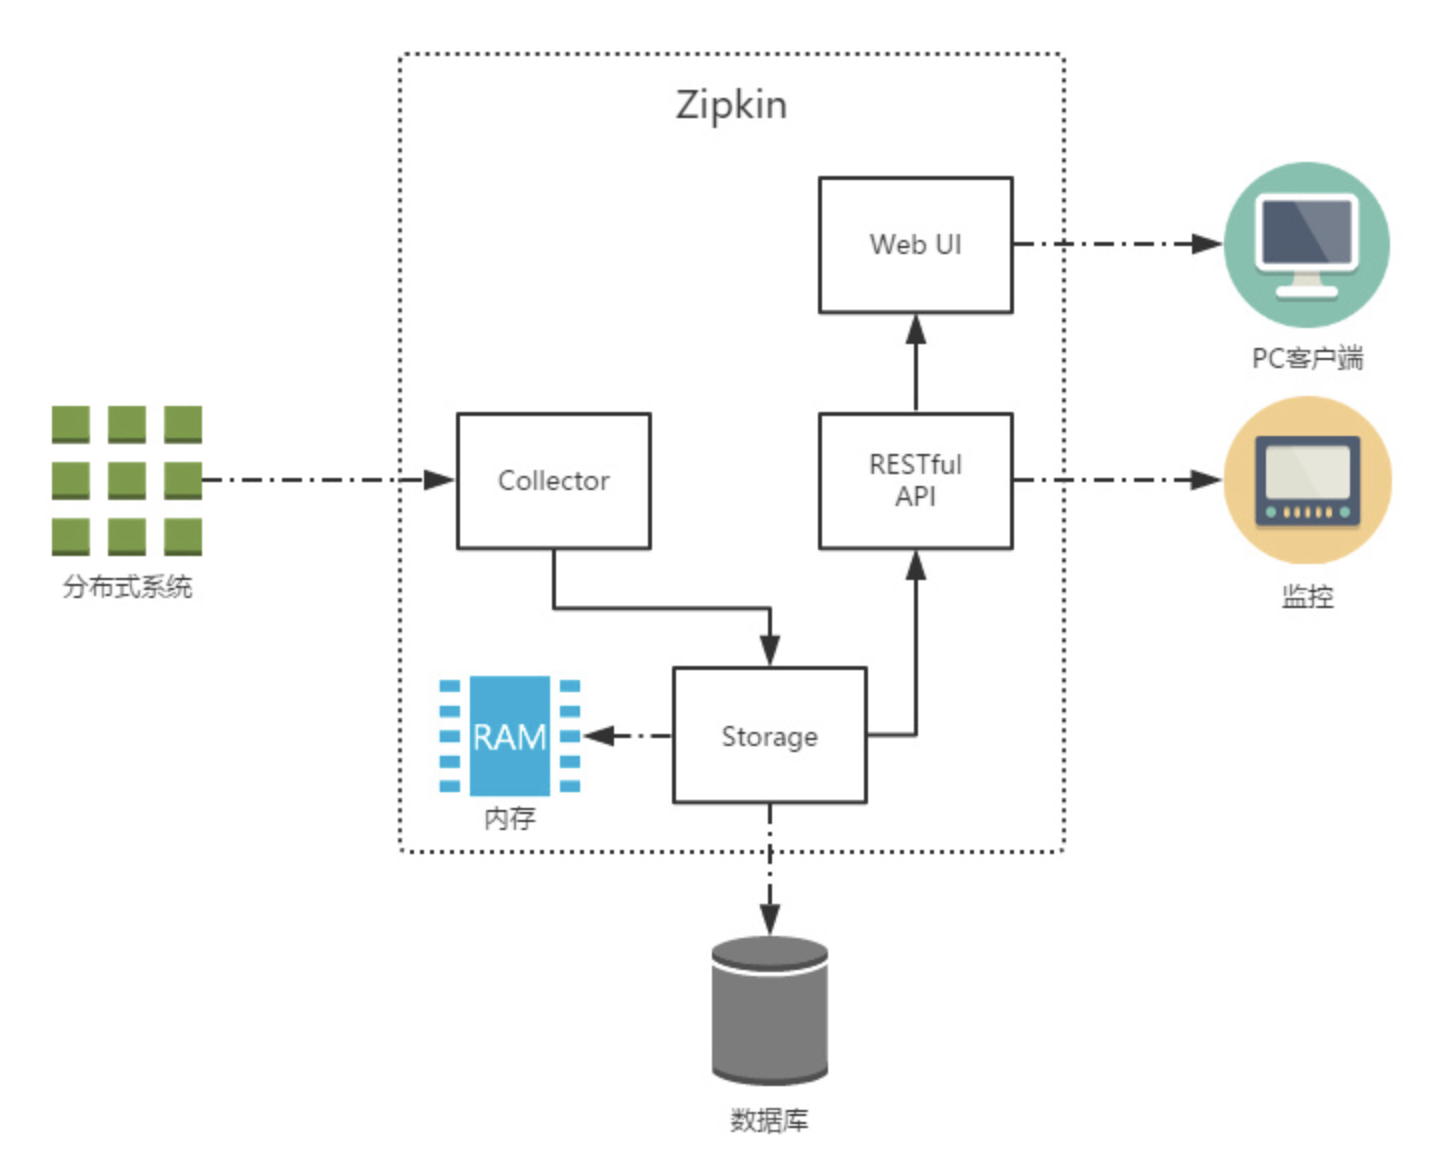 Zipkin
Web UI
PC客户端
Collector
RESTful
API
分布式系统
监控
RAM
Storage
内存
数据库